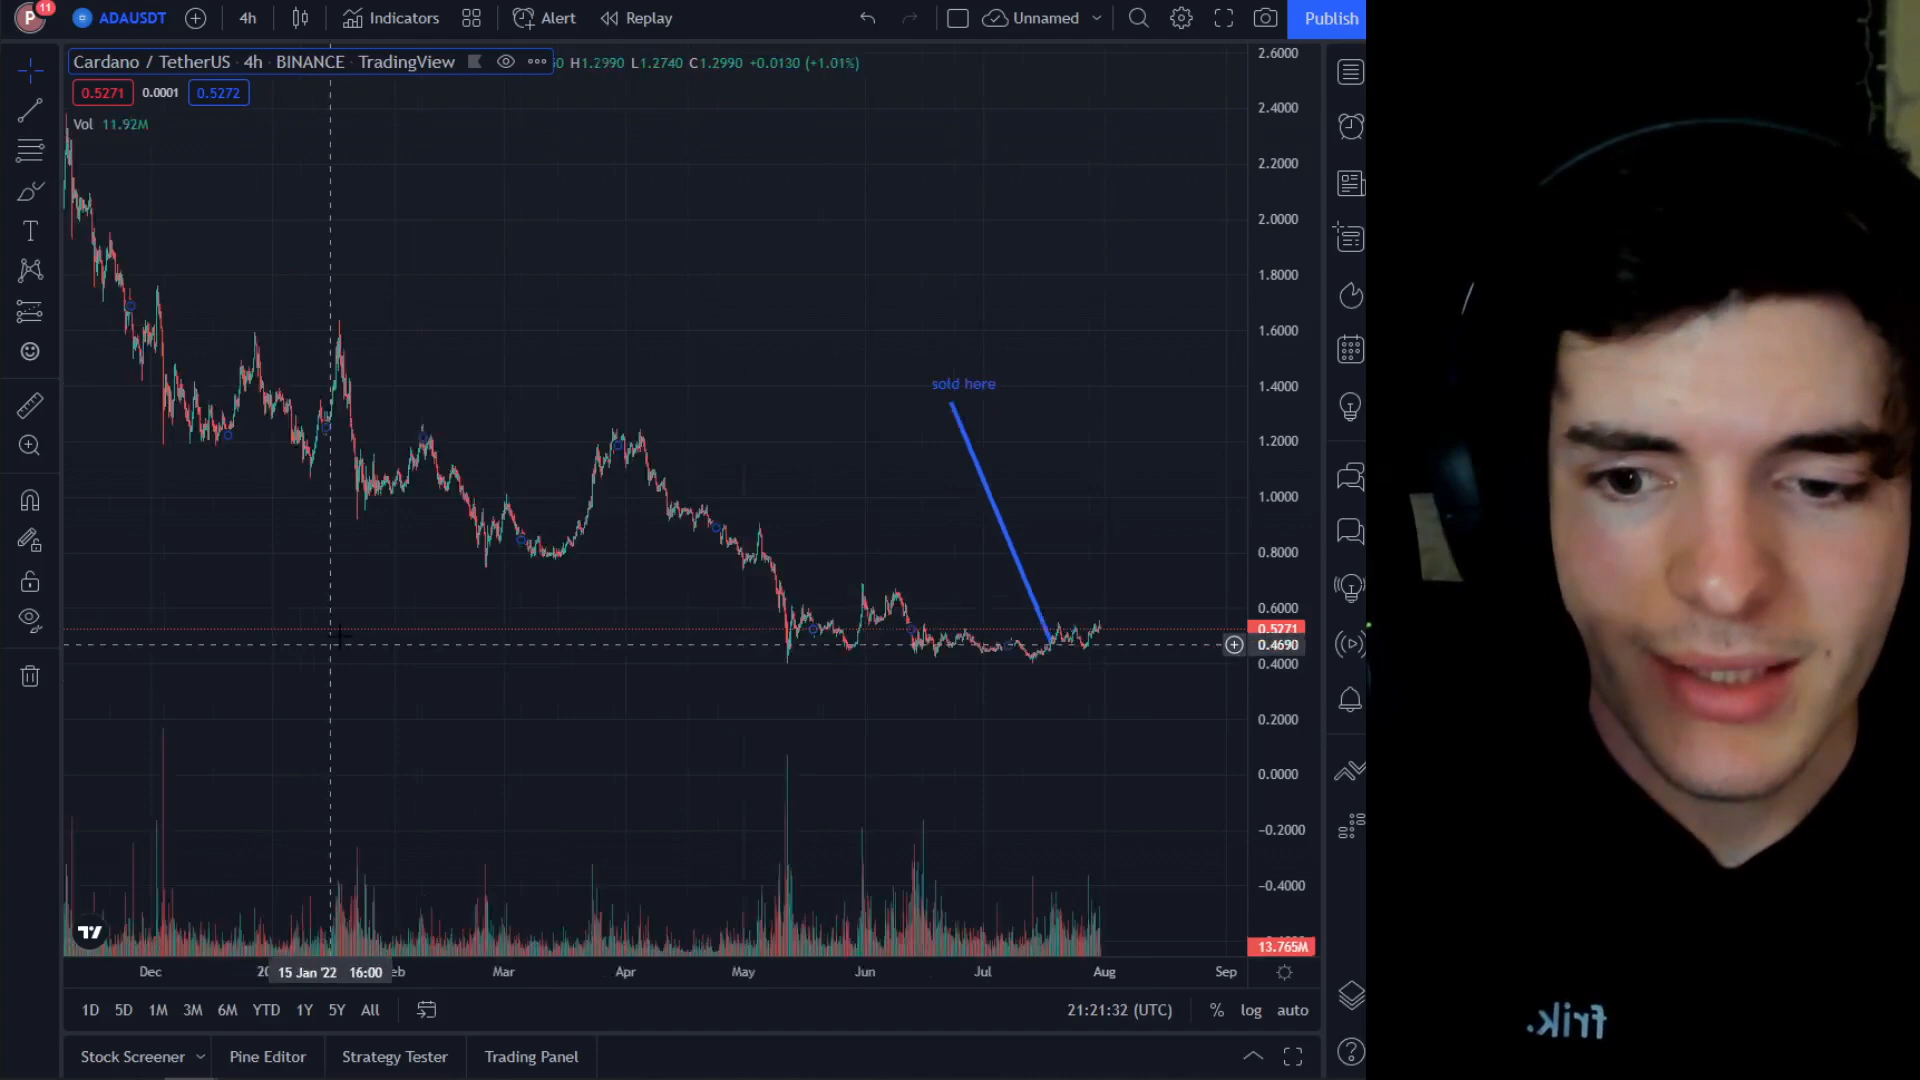 P 11 ADAUSDT 4h Indicators Alert Replay Unnamed Publish
Cardano / TetherUS 4h BINANCE TradingView 0 H1.2990 L1.2740 C1.2990 +0.0130 (+1.01%)
0.5271 0.0001 0.5272
Vol 11.92M
2.6000
2.4000
2.2000
2.0000
1.8000
1.6000
1.4000
1.2000
1.0000
0.8000
0.6000
0.5271
0.4690
0.4000
0.2000
0.0000
−0.2000
−0.4000
13.765M
sold here
Dec 20 15 Jan '22 16:00 eb Mar Apr May Jun Jul Aug Sep
1D 5D 1M 3M 6M YTD 1Y 5Y All 21:21:32 (UTC) % log auto
Stock Screener Pine Editor Strategy Tester Trading Panel
frik.